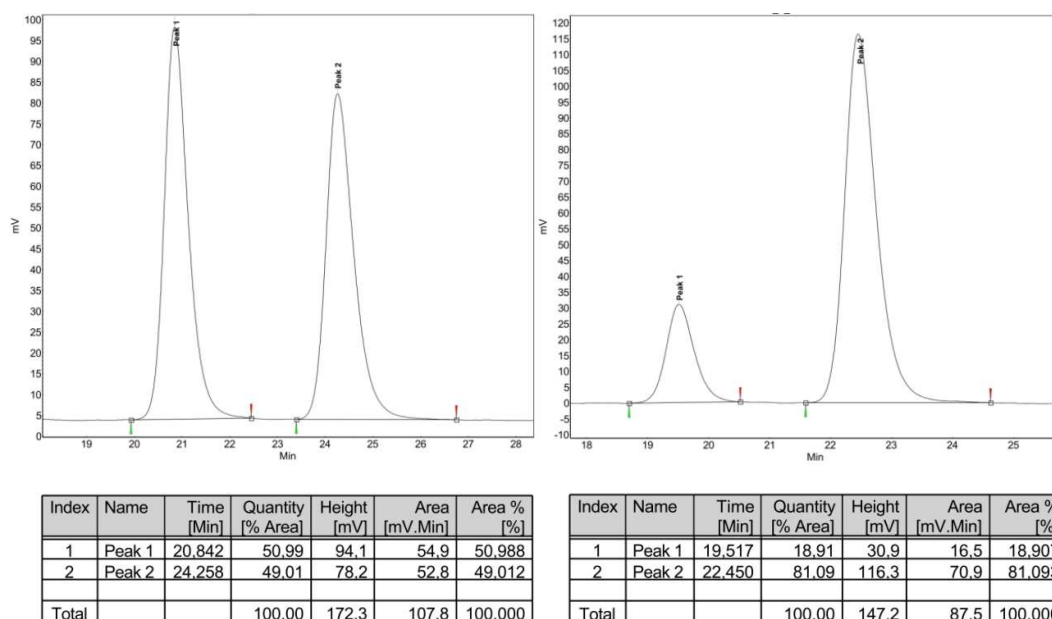 100
95
90
85
80
75
70
65
60
55
50
45
40
35
30
25
20
15
10
5
0
mV
Peak 1
Peak 2
19 20 21 22 23 24 25 26 27 28
Min
120
115
110
105
100
95
90
85
80
75
70
65
60
55
50
45
40
35
30
25
20
15
10
5
0
-5
-10
mV
Peak 1
Peak 2
18 19 20 21 22 23 24 25
Min
Index Name Time Quantity Height Area Area %
[Min] [% Area] [mV] [mV.Min] [%]
1 Peak 1 20,842 50,99 94,1 54,9 50,988
2 Peak 2 24,258 49,01 78,2 52,8 49,012
Total 100,00 172,3 107,8 100,000
Index Name Time Quantity Height Area Area %
[Min] [% Area] [mV] [mV.Min] [%
1 Peak 1 19,517 18,91 30,9 16,5 18,907
2 Peak 2 22,450 81,09 116,3 70,9 81,093
Total 100,00 147,2 87,5 100,000